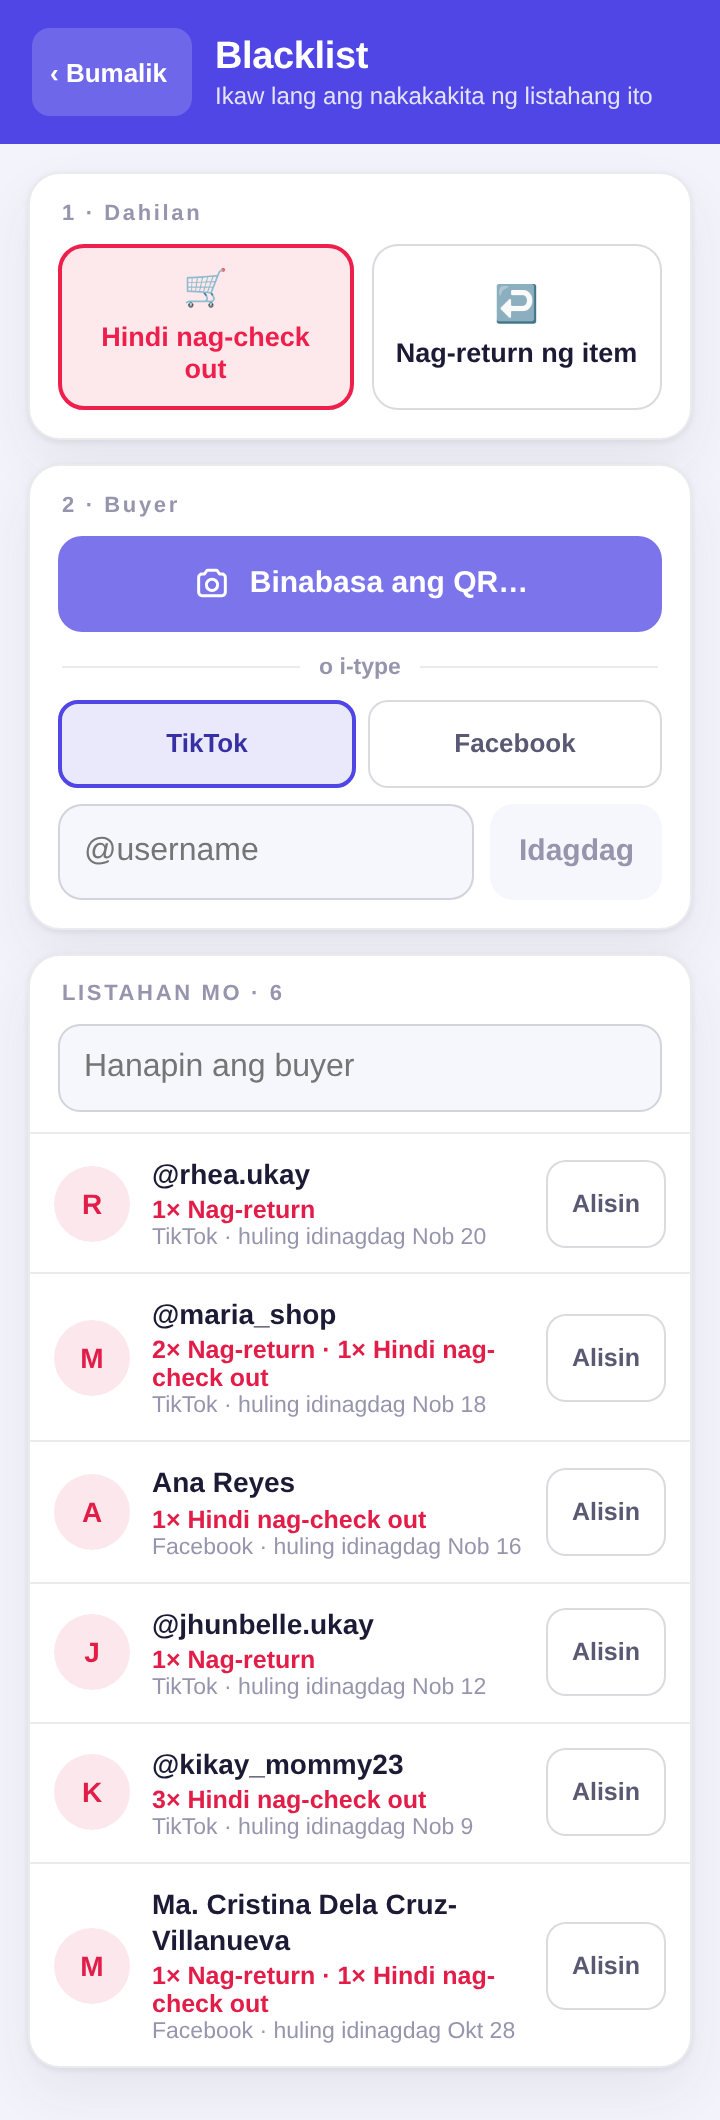 ‹ Bumalik
Blacklist
Ikaw lang ang nakakakita ng listahang ito
1 · Dahilan
Hindi nag-check
out
Nag-return ng item
2 · Buyer
Binabasa ang QR…
o i-type
TikTok
Facebook
@username
Idagdag
LISTAHAN MO · 6
Hanapin ang buyer
R
@rhea.ukay
1× Nag-return
TikTok · huling idinagdag Nob 20
Alisin
M
@maria_shop
2× Nag-return · 1× Hindi nag-
check out
TikTok · huling idinagdag Nob 18
Alisin
A
Ana Reyes
1× Hindi nag-check out
Facebook · huling idinagdag Nob 16
Alisin
J
@jhunbelle.ukay
1× Nag-return
TikTok · huling idinagdag Nob 12
Alisin
K
@kikay_mommy23
3× Hindi nag-check out
TikTok · huling idinagdag Nob 9
Alisin
M
Ma. Cristina Dela Cruz-
Villanueva
1× Nag-return · 1× Hindi nag-
check out
Facebook · huling idinagdag Okt 28
Alisin